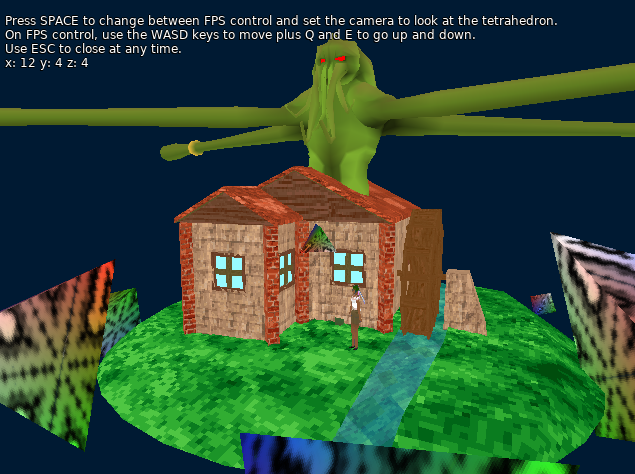 Press SPACE to change between FPS control and set the camera to look at the tetrahedron.
On FPS control, use the WASD keys to move plus Q and E to go up and down.
Use ESC to close at any time.
x: 12 y: 4 z: 4